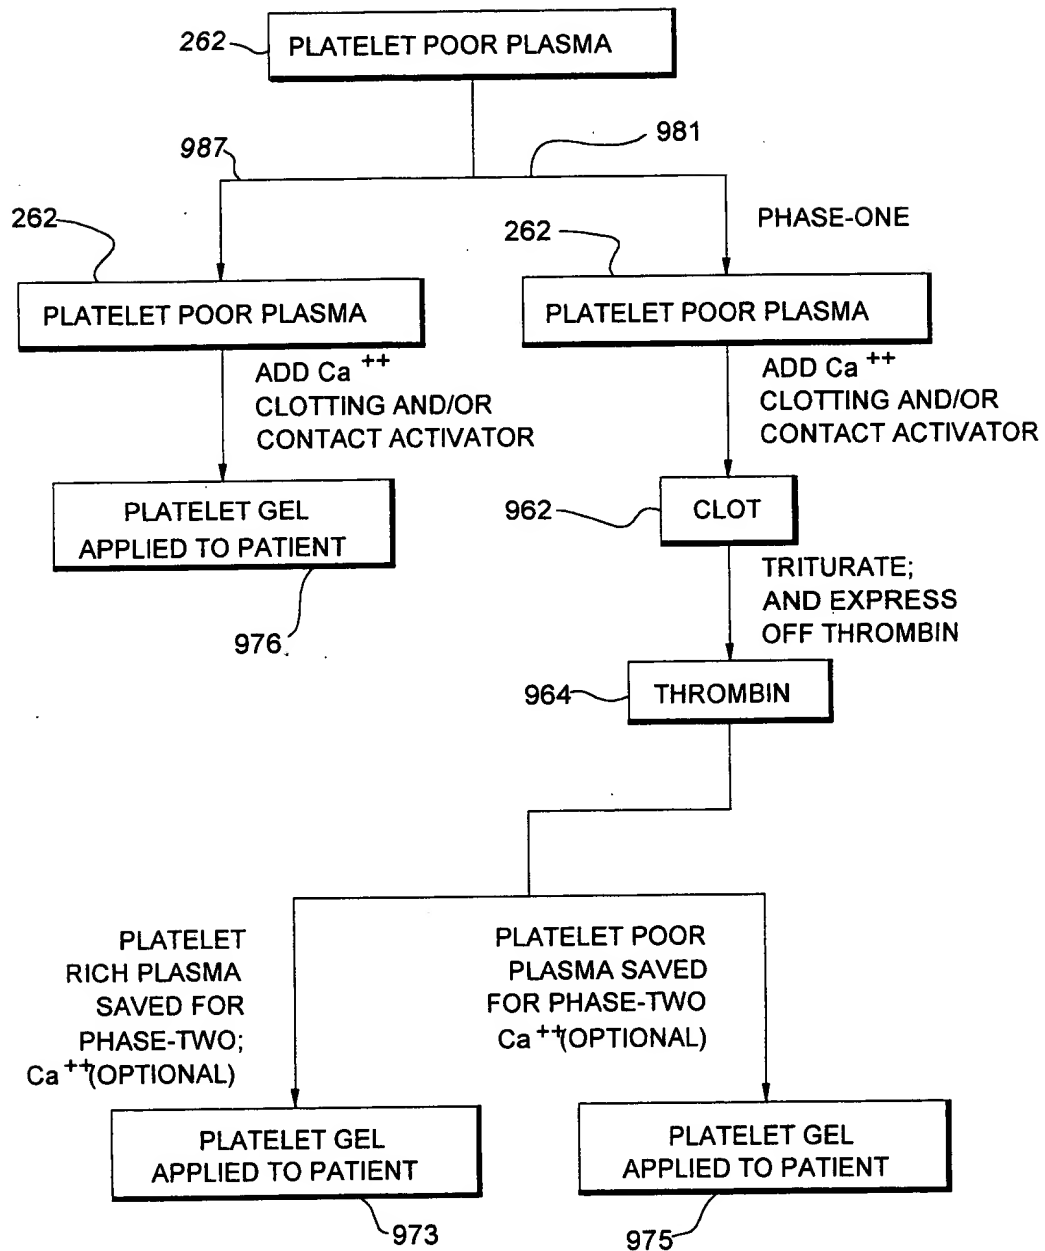 262
PLATELET POOR PLASMA
987
981
262
PHASE-ONE
262
PLATELET POOR PLASMA
PLATELET POOR PLASMA
ADD Ca ++
CLOTTING AND/OR
CONTACT ACTIVATOR
ADD Ca ++
CLOTTING AND/OR
CONTACT ACTIVATOR
PLATELET GEL
APPLIED TO PATIENT
976
962
CLOT
TRITURATE;
AND EXPRESS
OFF THROMBIN
964
THROMBIN
PLATELET
RICH PLASMA
SAVED FOR
PHASE-TWO;
Ca ++(OPTIONAL)
PLATELET POOR
PLASMA SAVED
FOR PHASE-TWO
Ca ++(OPTIONAL)
PLATELET GEL
APPLIED TO PATIENT
973
PLATELET GEL
APPLIED TO PATIENT
975